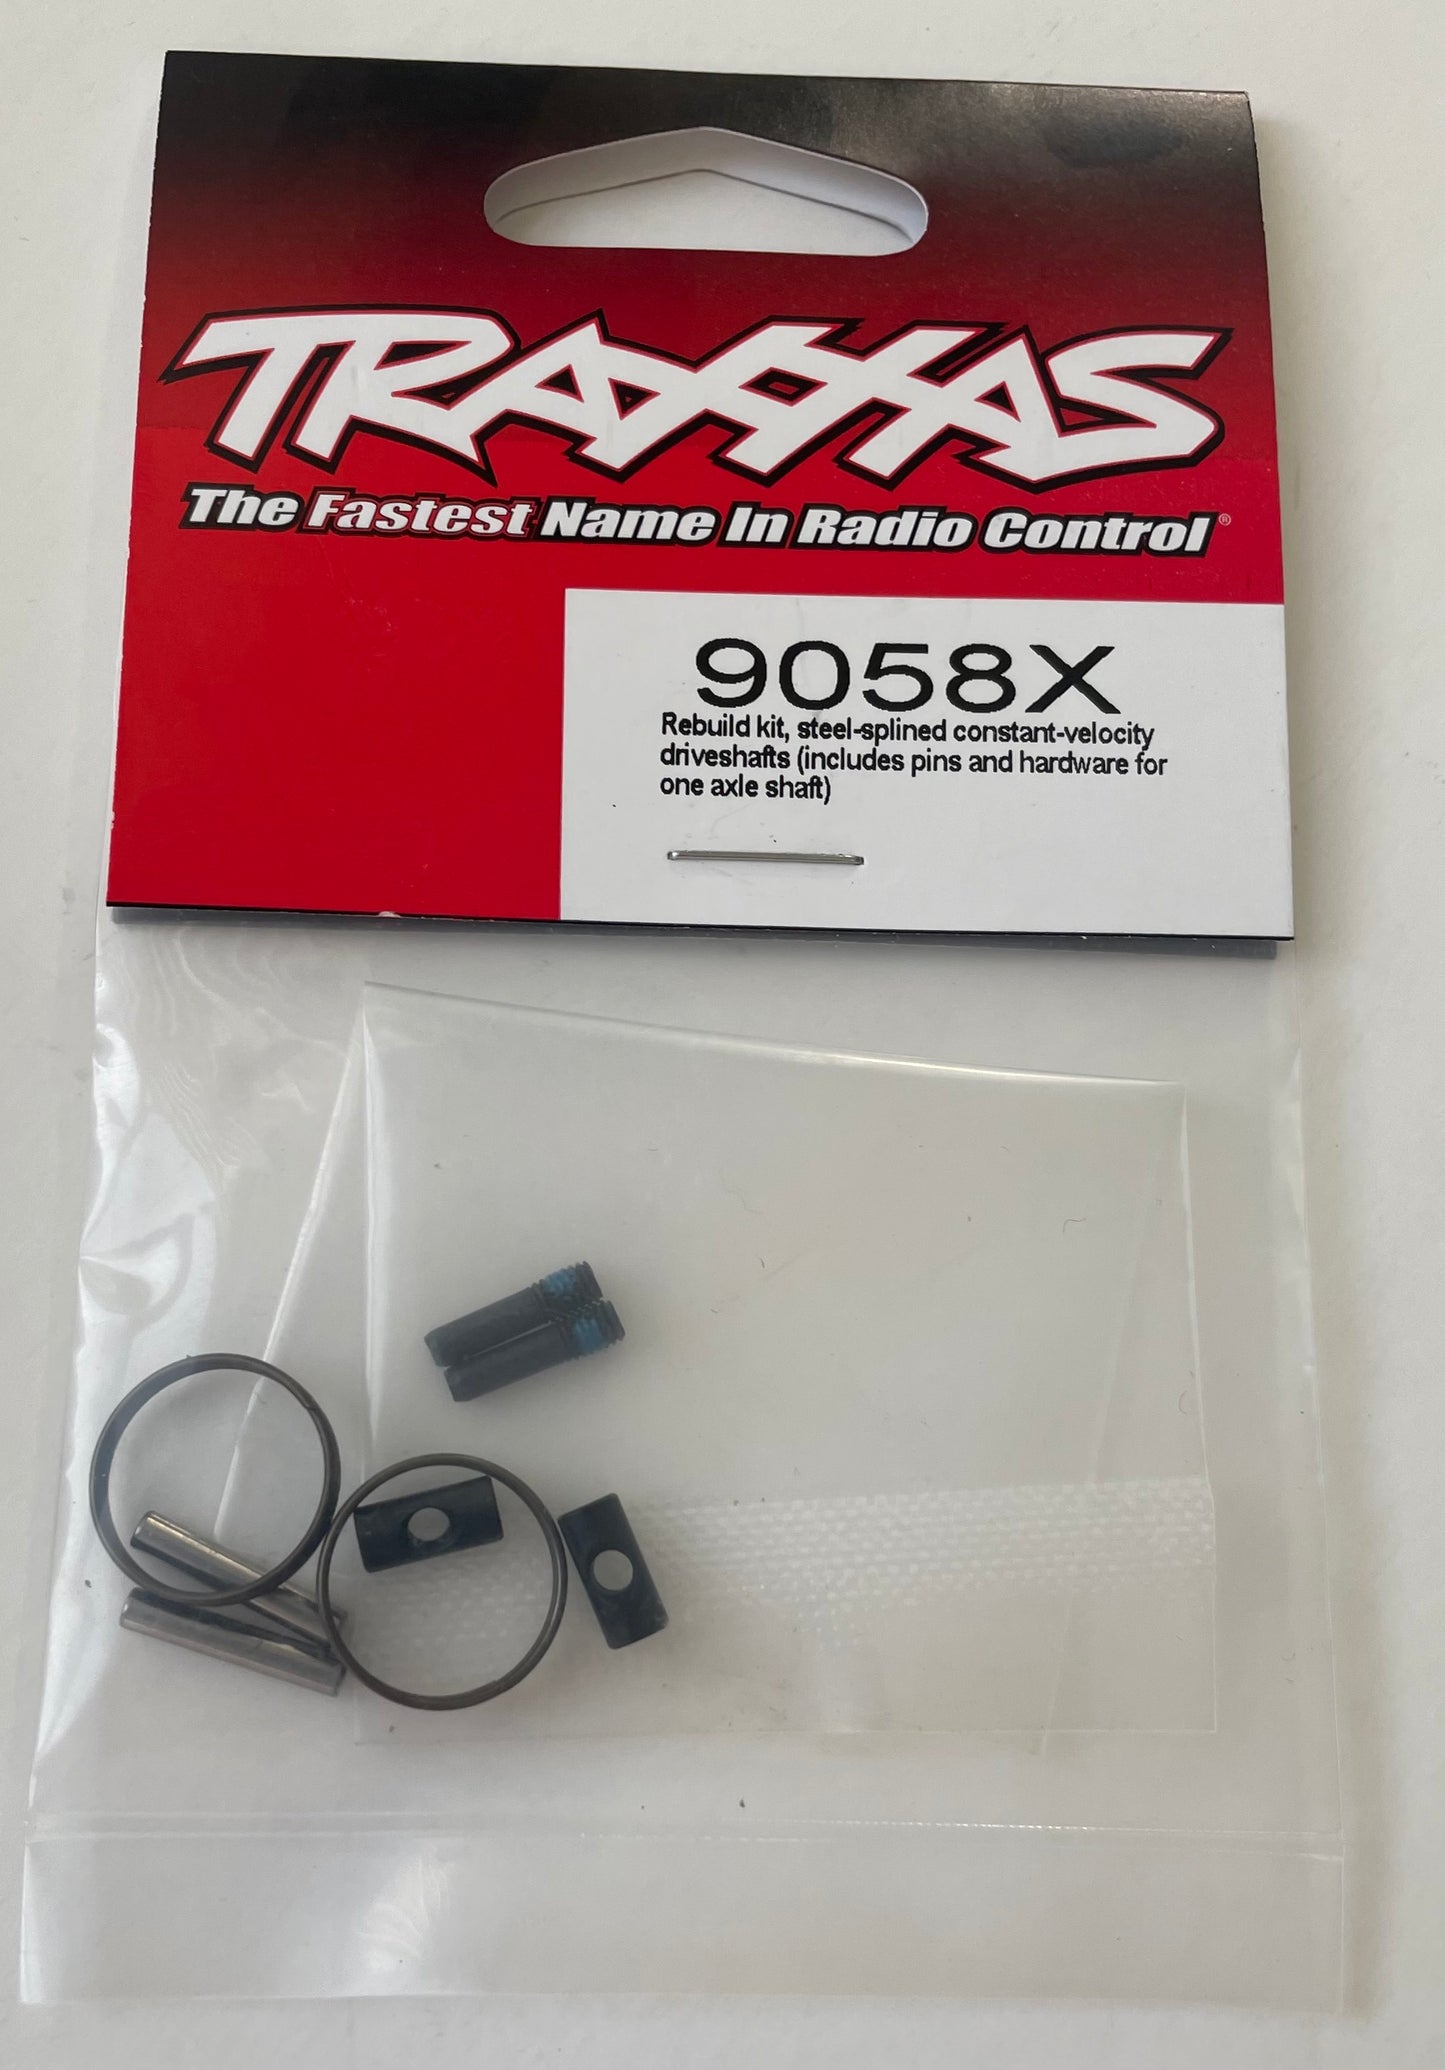 TRAXXAS
The Fastest Name In Radio Control®
9058X
Rebuild kit, steel-splined constant-velocity
driveshafts (includes pins and hardware for
one axle shaft)